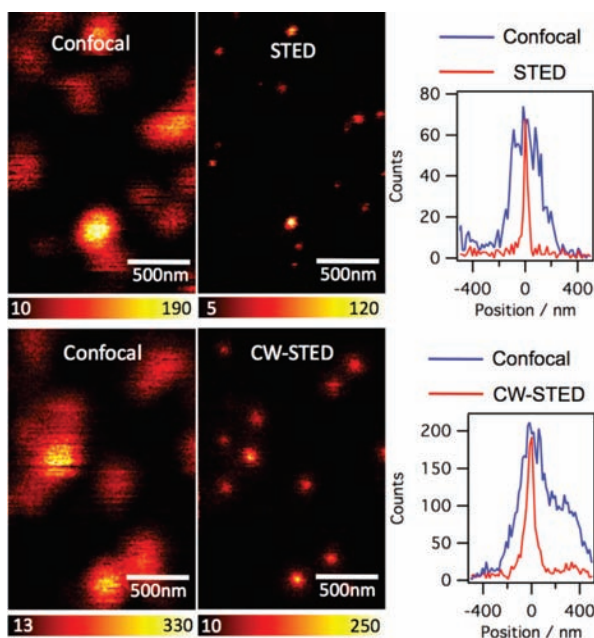 Confocal
STED
500nm
500nm
10 190
5 120
Confocal
STED
80
60
40
20
0
Counts
-400 0 400
Position / nm
Confocal
CW-STED
500nm
500nm
13 330
10 250
Confocal
CW-STED
200
150
100
50
0
Counts
-400 0 400
Position / nm